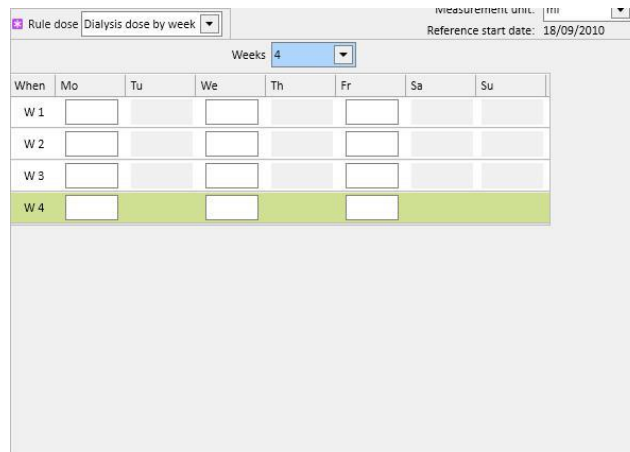 Measurement unit: ml
Rule dose Dialysis dose by week
Reference start date: 18/09/2010
Weeks 4
When Mo Tu We Th Fr Sa Su
W 1
W 2
W 3
W 4